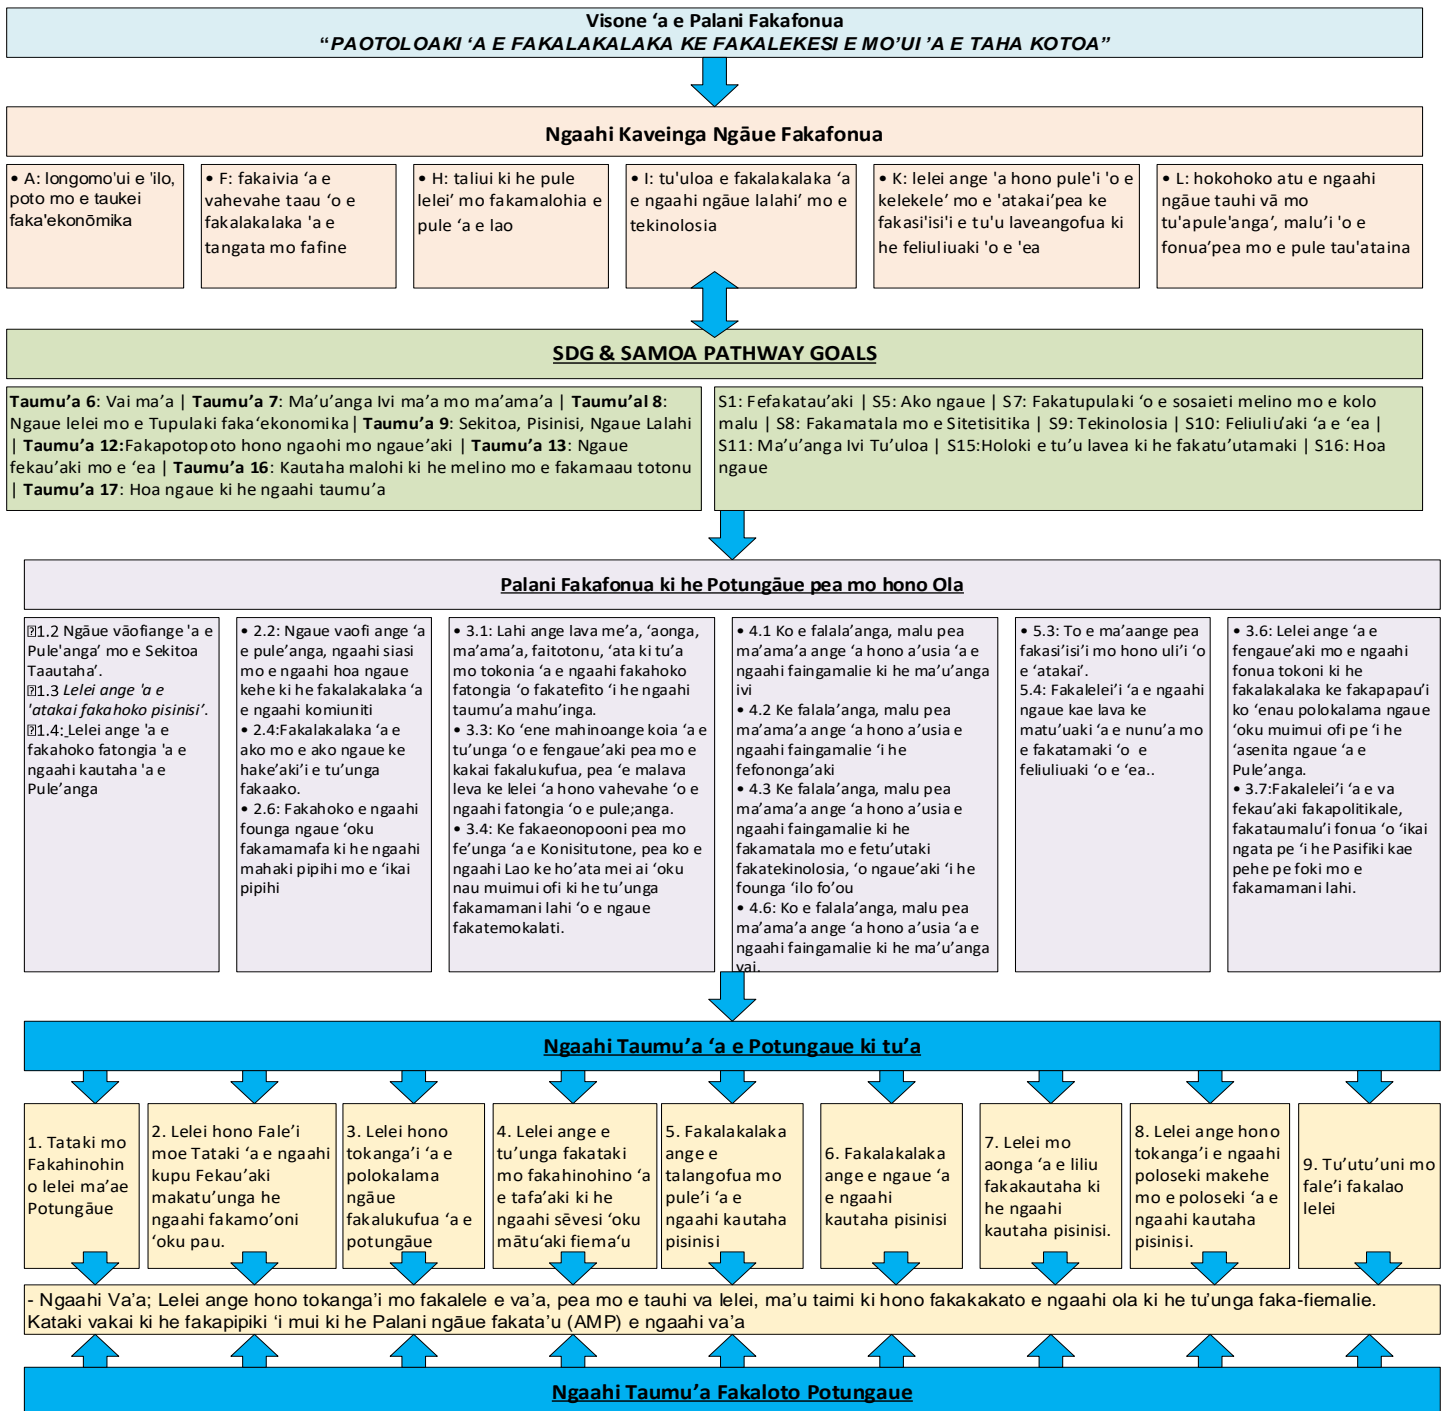 Visone ‘a e Palani Fakafonua
“PAOTOLOAKI ‘A E FAKALAKALAKA KE FAKALEKESI E MO’UI ’A E TAHA KOTOA”
Ngaahi Kaveinga Ngāue Fakafonua
• A: longomo'ui e 'ilo,
poto mo e taukei
faka'ekonōmika
• F: fakaivia ‘a e
vahevahe taau ‘o e
fakalakalaka 'a e
tangata mo fafine
• H: taliui ki he pule
lelei’ mo fakamalohia e
pule ‘a e lao
• I: tu'uloa e fakalakalaka ‘a
e ngaahi ngāue lalahi’ mo e
tekinolosia
• K: lelei ange 'a hono pule'i 'o e
kelekele’ mo e 'atakai’pea ke
fakasi'isi'i e tu'u laveangofua ki
he feliuliuaki 'o e 'ea
• L: hokohoko atu e ngaahi
ngāue tauhi vā mo
tu'apule'anga’, malu’i ‘o e
fonua’pea mo e pule tau'ataina
SDG & SAMOA PATHWAY GOALS
Taumu’a 6: Vai ma’a | Taumu’a 7: Ma’u’anga Ivi ma’a mo ma’ama’a | Taumu’al 8:
Ngaue lelei mo e Tupulaki faka‘ekonomika | Taumu’a 9: Sekitoa, Pisinisi, Ngaue Lalahi
| Taumu’a 12:Fakapotopoto hono ngaohi mo ngaue’aki | Taumu’a 13: Ngaue
fekau’aki mo e ‘ea | Taumu’a 16: Kautaha malohi ki he melino mo e fakamaau totonu
| Taumu’a 17: Hoa ngaue ki he ngaahi taumu’a
S1: Fefakatau’aki | S5: Ako ngaue | S7: Fakatupulaki ‘o e sosaieti melino mo e kolo
malu | S8: Fakamatala mo e Sitetisitika | S9: Tekinolosia | S10: Feliuliu’aki ‘a e ‘ea |
S11: Ma’u’anga Ivi Tu’uloa | S15:Holoki e tu’u lavea ki he fakatu’utamaki | S16: Hoa
ngaue
Palani Fakafonua ki he Potungāue pea mo hono Ola
1.2 Ngāue vāofiange 'a e
Pule'anga’ mo e Sekitoa
Taautaha’.
1.3 Lelei ange 'a e
'atakai fakahoko pisinisi’.
1.4: Lelei ange 'a e
fakahoko fatongia 'a e
ngaahi kautaha 'a e
Pule’anga
• 2.2: Ngaue vaofi ange ‘a
e pule’anga, ngaahi siasi
mo e ngaahi hoa ngaue
kehe ki he fakalakalaka ‘a
e ngaahi komiuniti
• 2.4:Fakalakalaka ‘a e
ako mo e ako ngaue ke
hake’aki’i e tu’unga
fakaako.
• 2.6: Fakahoko e ngaahi
founga ngaue ‘oku
fakamamafa ki he ngaahi
mahaki pipihi mo e ‘ikai
pipihi
• 3.1: Lahi ange lava me’a, ‘aonga,
ma’ama’a, faitotonu, ‘ata ki tu’a
mo tokonia ‘a e ngaahi fakahoko
fatongia ‘o fakatefito ‘i he ngaahi
taumu’a mahu’inga.
• 3.3: Ko ‘ene mahinoange koia ‘a e
tu’unga ‘o e fengaue’aki pea mo e
kakai fakalukufua, pea ‘e malava
leva ke lelei ‘a hono vahevahe ‘o e
ngaahi fatongia ‘o e pule;anga.
• 3.4: Ke fakaeonopooni pea mo
fe’unga ‘a e Konisitutone, pea ko e
ngaahi Lao ke ho’ata mei ai ‘oku
nau muimui ofi ki he tu’unga
fakamamani lahi ‘o e ngaue
fakatemokalati.
• 4.1 Ko e falala’anga, malu pea
ma’ama’a ange ‘a hono a’usia ‘a e
ngaahi faingamalie ki he ma’u’anga
ivi
• 4.2 Ke falala’anga, malu pea
ma’ama’a ange ‘a hono a’usia ‘a e
ngaahi faingamalie ‘i he
fefononga’aki
• 4.3 Ke falala’anga, malu pea
ma’ama’a ange ‘a hono a’usia e
ngaahi faingamalie ki he
fakamatala mo e fetu’utaki
fakatekinolosia, ‘o ngaue’aki ‘i he
founga ‘ilo fo’ou
• 4.6: Ko e falala’anga, malu pea
ma’ama’a ange ‘a hono a’usia ‘a e
ngaahi faingamalie ki he ma’u’anga
vai.
• 5.3: To e ma’aange pea
fakasi’isi’i mo hono uli’i ‘o
e ‘atakai’.
5.4: Fakalelei’i ‘a e ngaahi
ngaue kae lava ke
matu’uaki ‘a e nunu’a mo
e fakatamaki ‘o e
feliuliuaki ‘o e ‘ea..
• 3.6: Lelei ange ‘a e
fengaue’aki mo e ngaahi
fonua tokoni ki he
fakalakalaka ke fakapapau’i
ko ‘enau polokalama ngaue
‘oku muimui ofi pe ‘i he
‘asenita ngaue ‘a e
Pule’anga.
• 3.7:Fakalelei’i ‘a e va
fekau’aki fakapolitikale,
fakataumalu’i fonua ‘o ‘ikai
ngata pe ‘i he Pasifiki kae
pehe pe foki mo e
fakamamani lahi.
Ngaahi Taumu’a ‘a e Potungaue ki tu’a
1. Tataki mo
Fakahinohin
o lelei ma’ae
Potungāue
2. Lelei hono Fale’i
moe Tataki ‘a e ngaahi
kupu Fekau’aki
makatu’unga he
ngaahi fakamo’oni
‘oku pau.
3. Lelei hono
tokanga’i ‘a e
polokalama
ngāue
fakalukufua ‘a e
potungāue
4. Lelei ange e
tu’unga fakataki
mo fakahinohino ‘a
e tafa’aki ki he
ngaahi sēvesi ‘oku
mātu‘aki fiema‘u
5. Fakalakalaka
ange e
talangofua mo
pule’i ‘a e
ngaahi kautaha
pisinisi
6. Fakalakalaka
ange e ngaue ‘a
e ngaahi
kautaha pisinisi
7. Lelei mo
aonga ‘a e liliu
fakakautaha ki
he ngaahi
kautaha pisinisi.
8. Lelei ange hono
tokanga’i e ngaahi
poloseki makehe
mo e poloseki ‘a e
ngaahi kautaha
pisinisi.
9. Tu’utu’uni mo
fale’i fakalao
lelei
- Ngaahi Va’a; Lelei ange hono tokanga’i mo fakalele e va’a, pea mo e tauhi va lelei, ma’u taimi ki hono fakakakato e ngaahi ola ki he tu’unga faka-fiemalie.
Kataki vakai ki he fakapipiki ‘i mui ki he Palani ngāue fakata’u (AMP) e ngaahi va’a
Ngaahi Taumu’a Fakaloto Potungaue